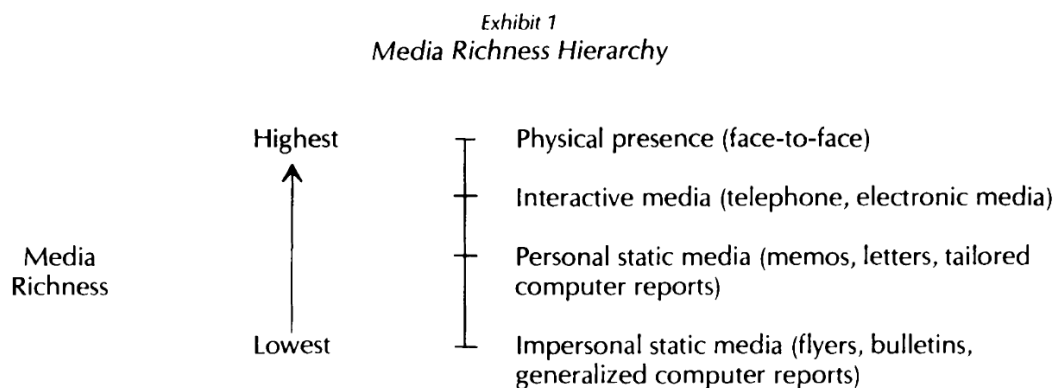 Exhibit 1
Media Richness Hierarchy
Highest
Physical presence (face-to-face)
Interactive media (telephone, electronic media)
Media
Richness
Personal static media (memos, letters, tailored
computer reports)
Lowest
Impersonal static media (flyers, bulletins,
generalized computer reports)